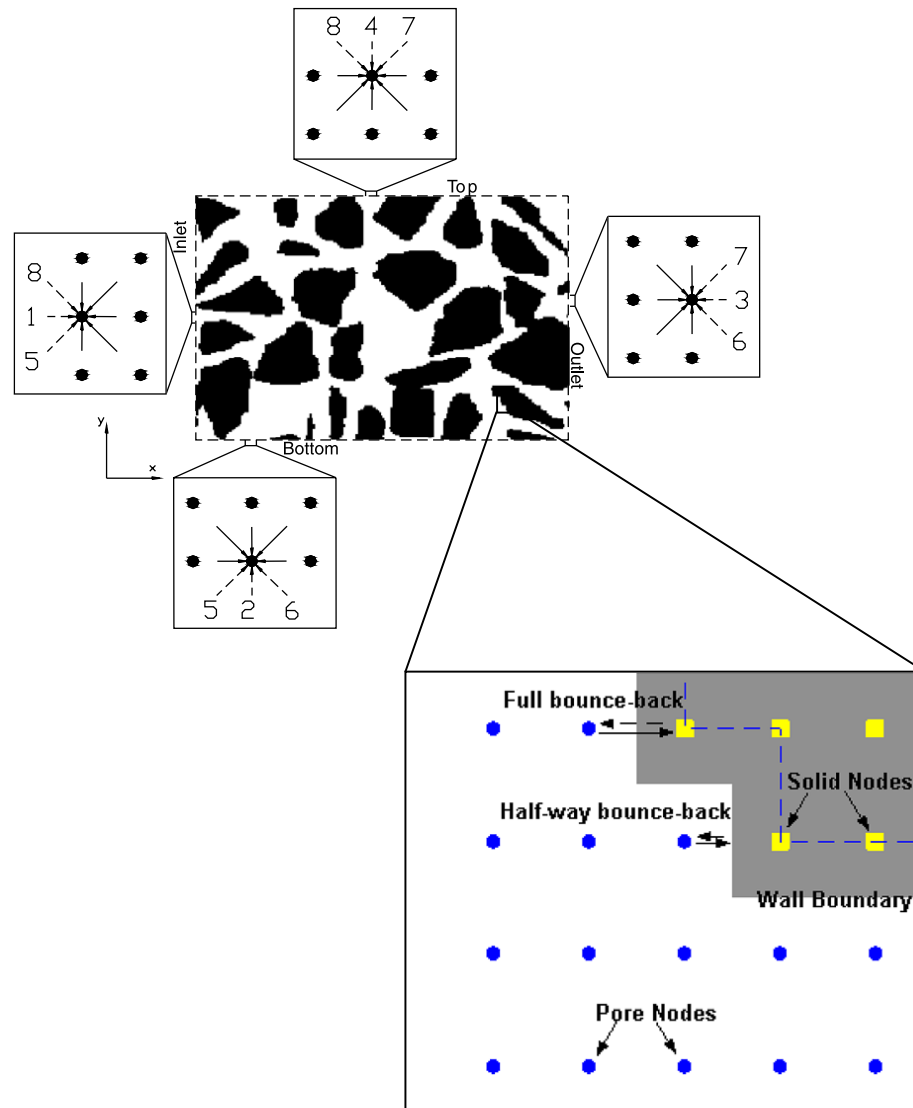 8 4 7
Top
Inlet
8
1
5
7
3
6
Outlet
y
x
Bottom
5 2 6
Full bounce-back
Solid Nodes
Half-way bounce-back
Wall Boundary
Pore Nodes